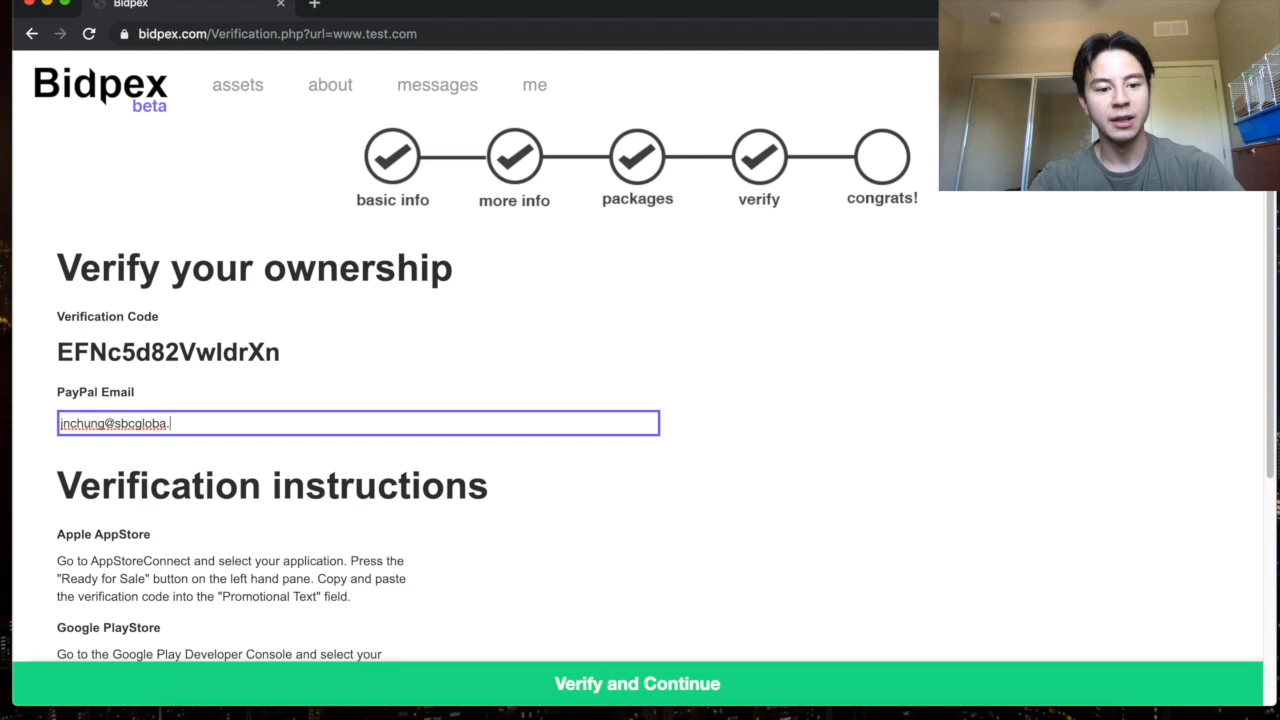 Bidpex
bidpex.com/Verification.php?url=www.test.com
Bidpex
beta
assets about messages me
basic info more info packages verify congrats!
Verify your ownership
Verification Code
EFNc5d82VwIdrXn
PayPal Email
jnchung@sbcgloba.
Verification instructions
Apple AppStore
Go to AppStoreConnect and select your application. Press the
"Ready for Sale" button on the left hand pane. Copy and paste
the verification code into the "Promotional Text" field.
Google PlayStore
Go to the Google Play Developer Console and select your
Verify and Continue